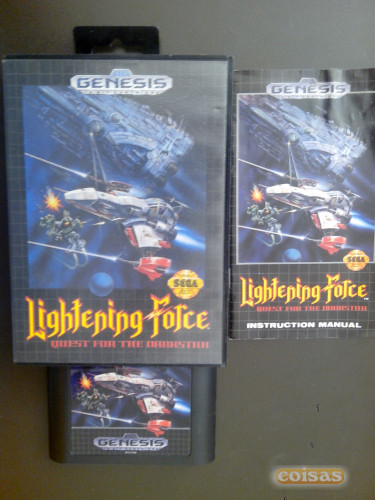 SEGA
GENESIS
SEGA
Lightening Force
QUEST FOR THE DARKSTAR
GENESIS
Lightening Force
QUEST FOR THE DARKSTAR
INSTRUCTION MANUAL
GENESIS
coisas